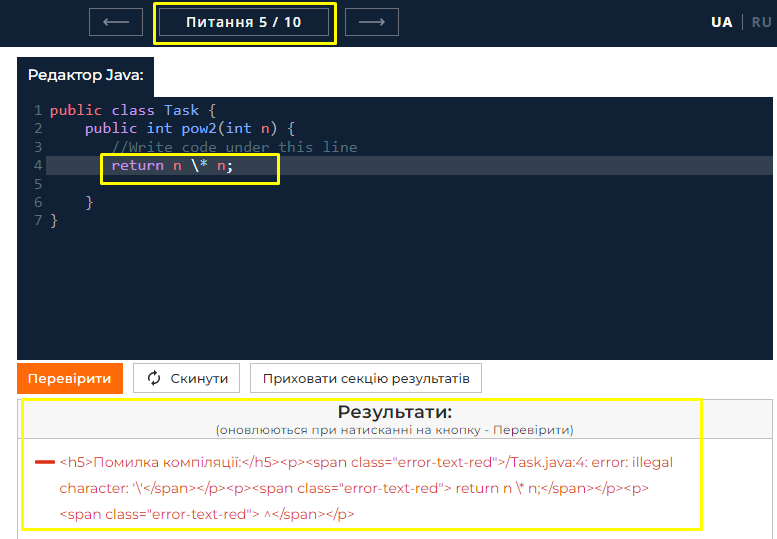 Питання 5 / 10
UA | RU
Редактор Java:
1 public class Task {
2 public int pow2(int n) {
3 //Write code under this line
4 return n \* n;
5
6 }
7 }
Перевірити Скинути Приховати секцію результатів
Результати:
(оновлюються при натисканні на кнопку - Перевірити)
<h5>Помилка компіляції:</h5><p><span class="error-text-red">/Task.java:4: error: illegal
character: '\'</span></p><p><span class="error-text-red"> return n \* n;</span></p><p>
<span class="error-text-red"> ^</span></p>